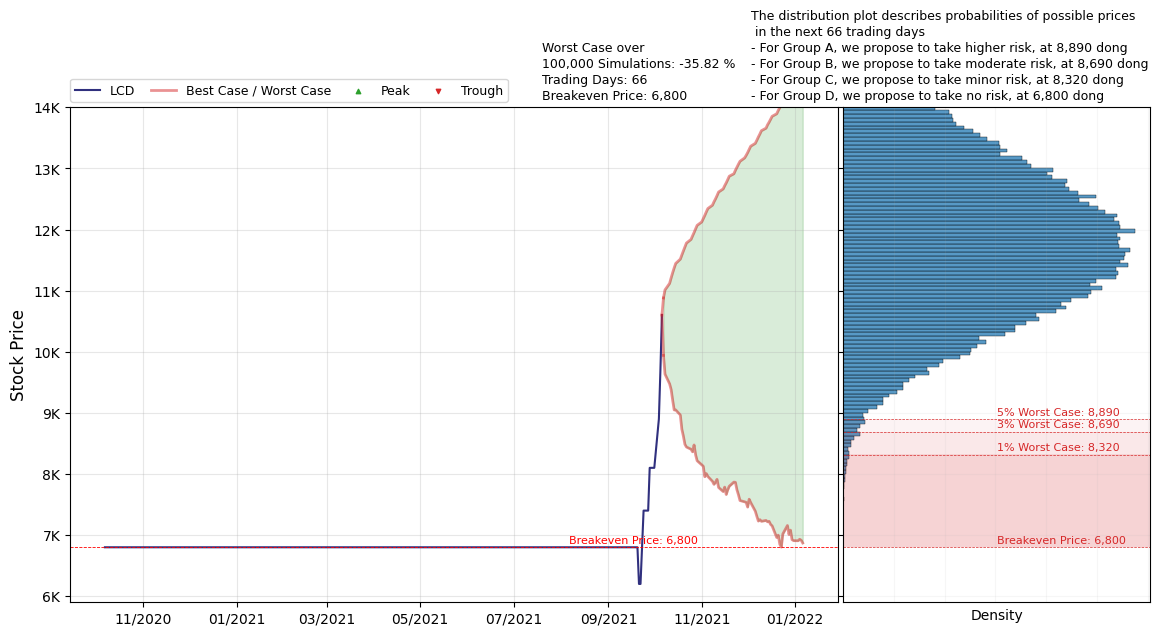 The distribution plot describes probabilities of possible prices
in the next 66 trading days
- For Group A, we propose to take higher risk, at 8,890 dong
- For Group B, we propose to take moderate risk, at 8,690 dong
- For Group C, we propose to take minor risk, at 8,320 dong
- For Group D, we propose to take no risk, at 6,800 dong
Worst Case over
100,000 Simulations: -35.82 %
Trading Days: 66
Breakeven Price: 6,800
LCD
Best Case / Worst Case
Peak
Trough
14K
13K
12K
11K
10K
9K
8K
7K
6K
Stock Price
Breakeven Price: 6,800
11/2020
01/2021
03/2021
05/2021
07/2021
09/2021
11/2021
01/2022
5% Worst Case: 8,890
3% Worst Case: 8,690
1% Worst Case: 8,320
Breakeven Price: 6,800
Density